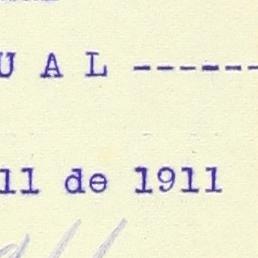 U A L ------
11 de 1911